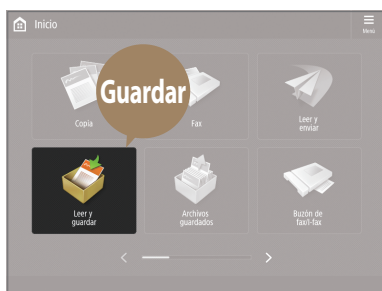 Inicio
Menú
Guardar
Copia
Fax
Leer y
enviar
Leer y
guardar
Archivos
guardados
Buzón de
fax/I-fax